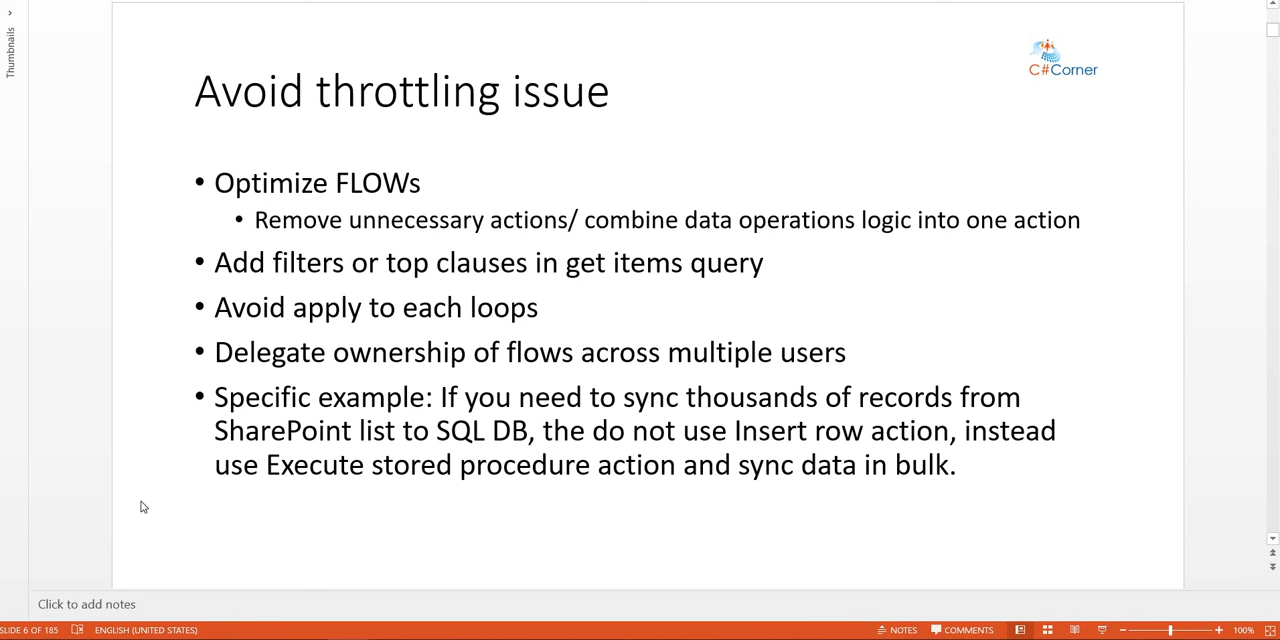 Thumbnails
C#Corner
Avoid throttling issue
• Optimize FLOWs
• Remove unnecessary actions/ combine data operations logic into one action
• Add filters or top clauses in get items query
• Avoid apply to each loops
• Delegate ownership of flows across multiple users
• Specific example: If you need to sync thousands of records from
SharePoint list to SQL DB, the do not use Insert row action, instead
use Execute stored procedure action and sync data in bulk.
Click to add notes
SLIDE 6 OF 185 ENGLISH (UNITED STATES) NOTES COMMENTS 100%